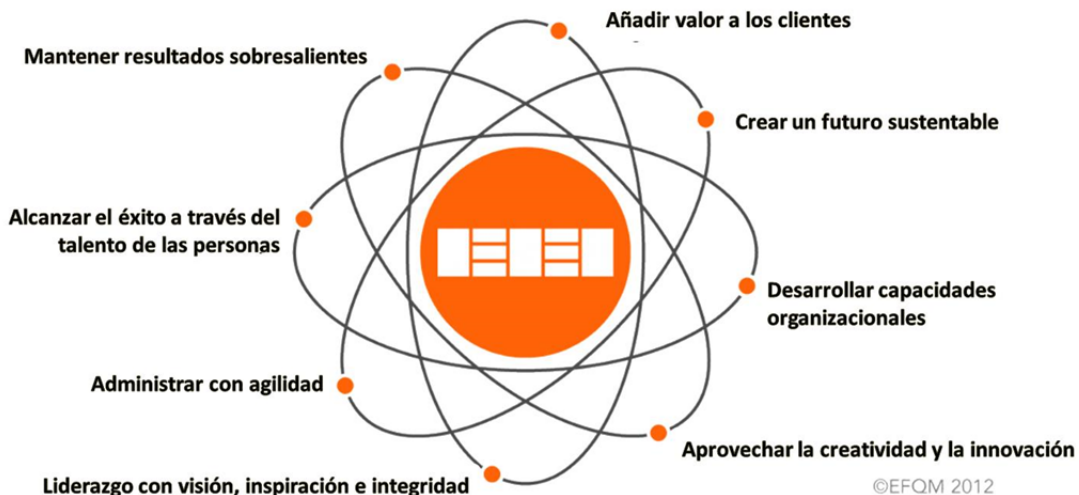 Añadir valor a los clientes
Mantener resultados sobresalientes
Crear un futuro sustentable
Alcanzar el éxito a través del
talento de las personas
Desarrollar capacidades
organizacionales
Administrar con agilidad
Aprovechar la creatividad y la innovación
Liderazgo con visión, inspiración e integridad
©EFQM 2012